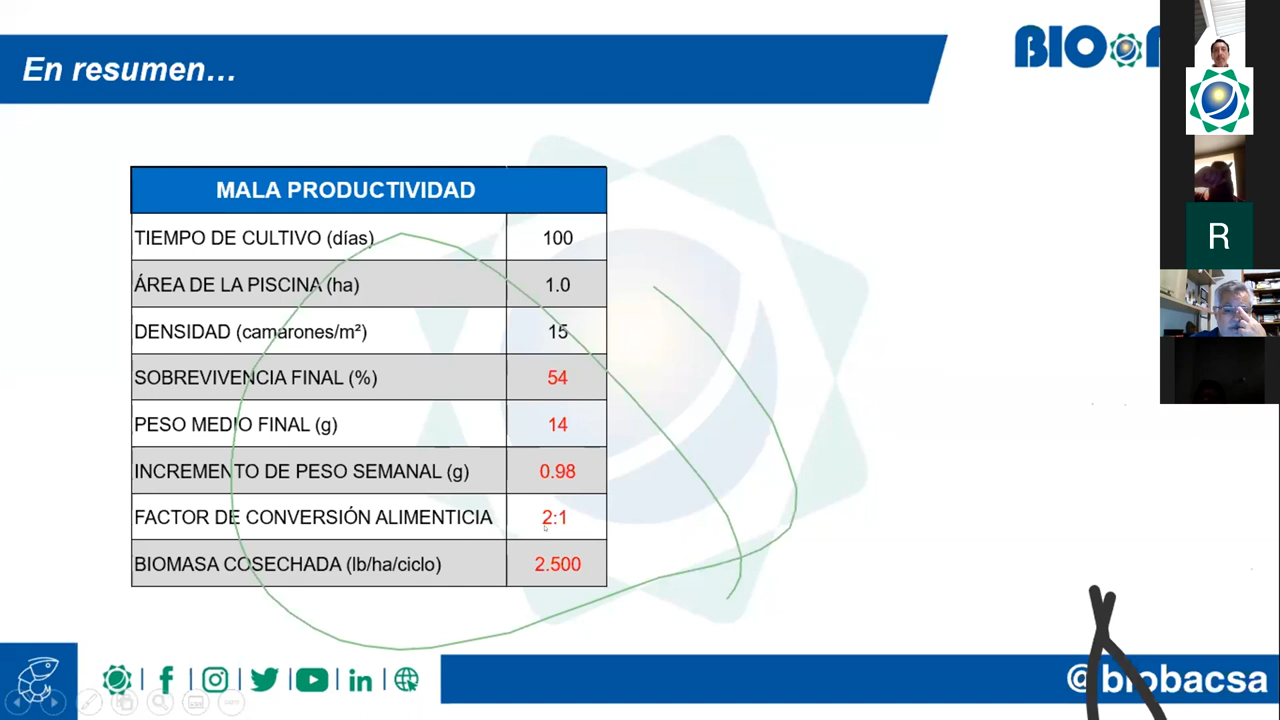 En resumen...
BIO
R
MALA PRODUCTIVIDAD
TIEMPO DE CULTIVO (días) 100
ÁREA DE LA PISCINA (ha) 1.0
DENSIDAD (camarones/m²) 15
SOBREVIVENCIA FINAL (%) 54
PESO MEDIO FINAL (g) 14
INCREMENTO DE PESO SEMANAL (g) 0.98
FACTOR DE CONVERSIÓN ALIMENTICIA 2:1
BIOMASA COSECHADA (lb/ha/ciclo) 2.500
@biobacsa